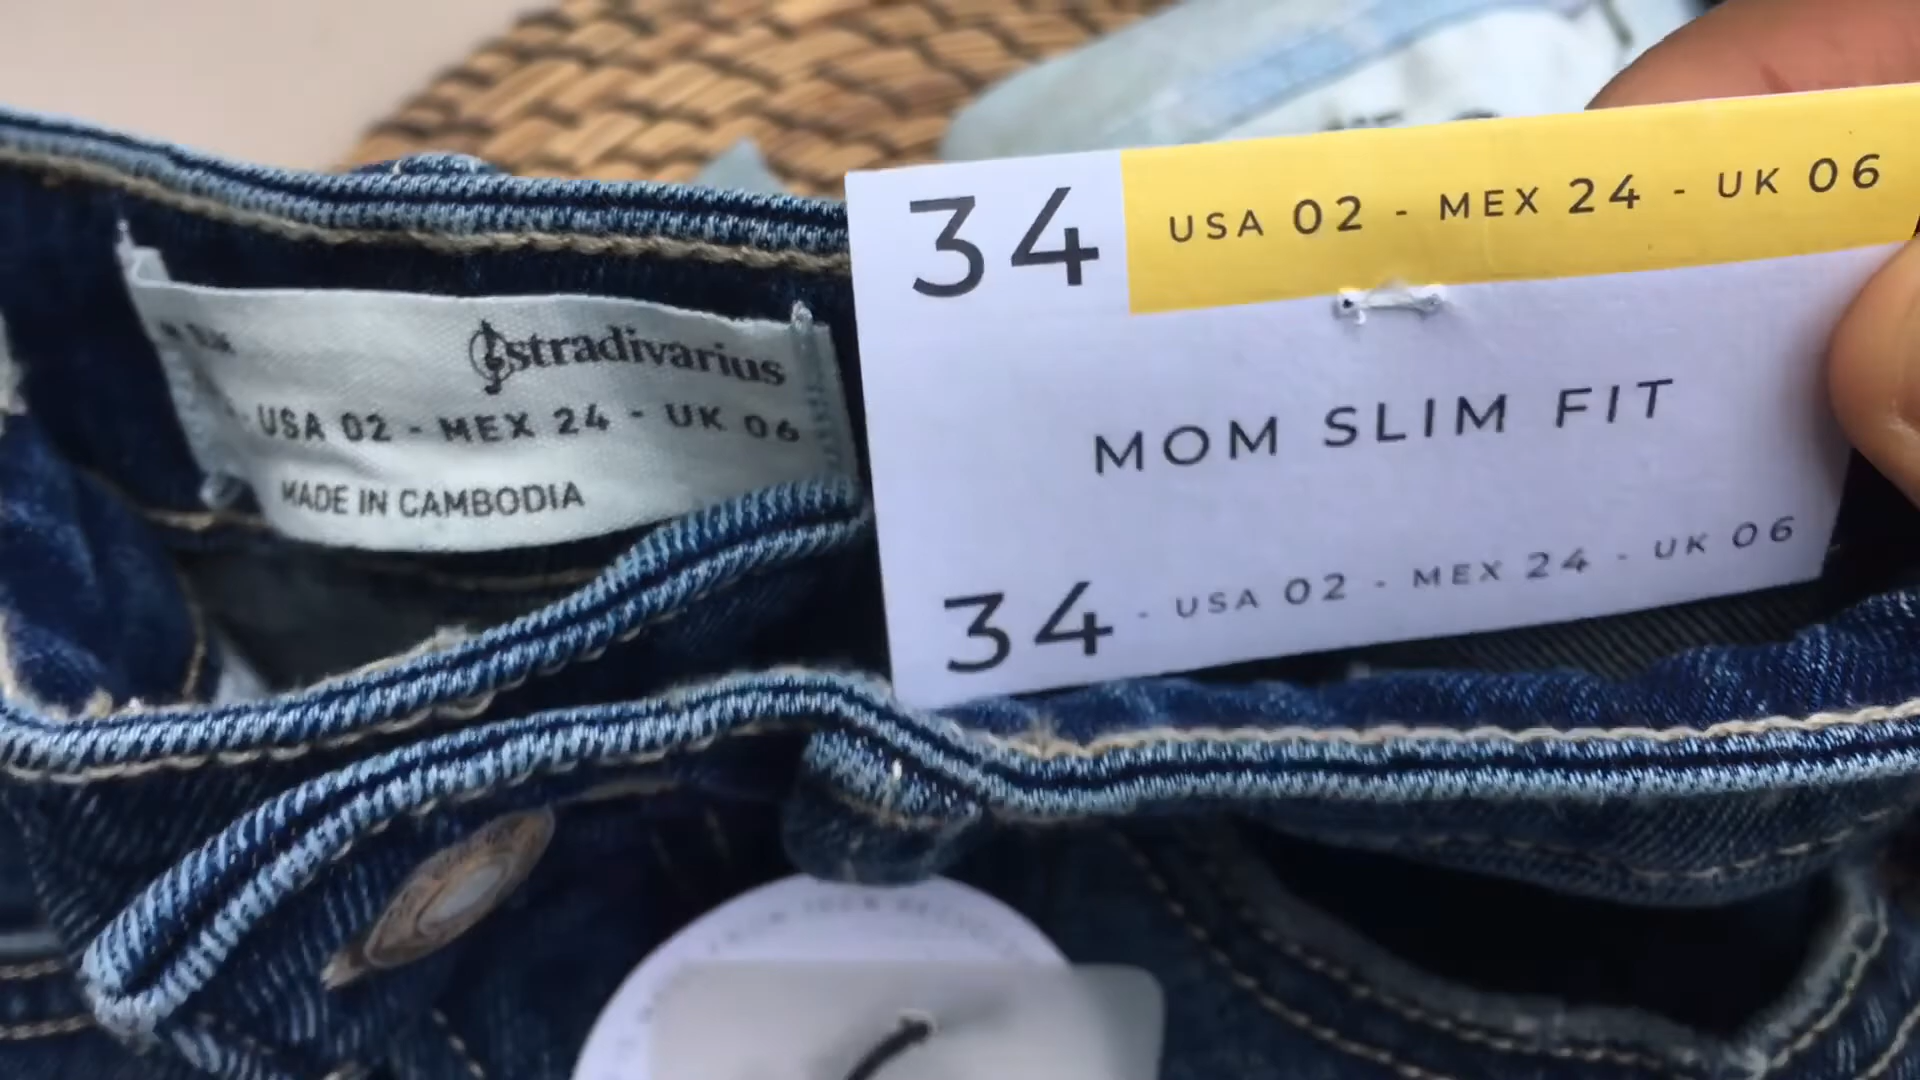 stradivarius
USA 02 - MEX 24 - UK 06
MADE IN CAMBODIA
34 USA 02 - MEX 24 - UK 06
MOM SLIM FIT
34 - USA 02 - MEX 24 - UK 06